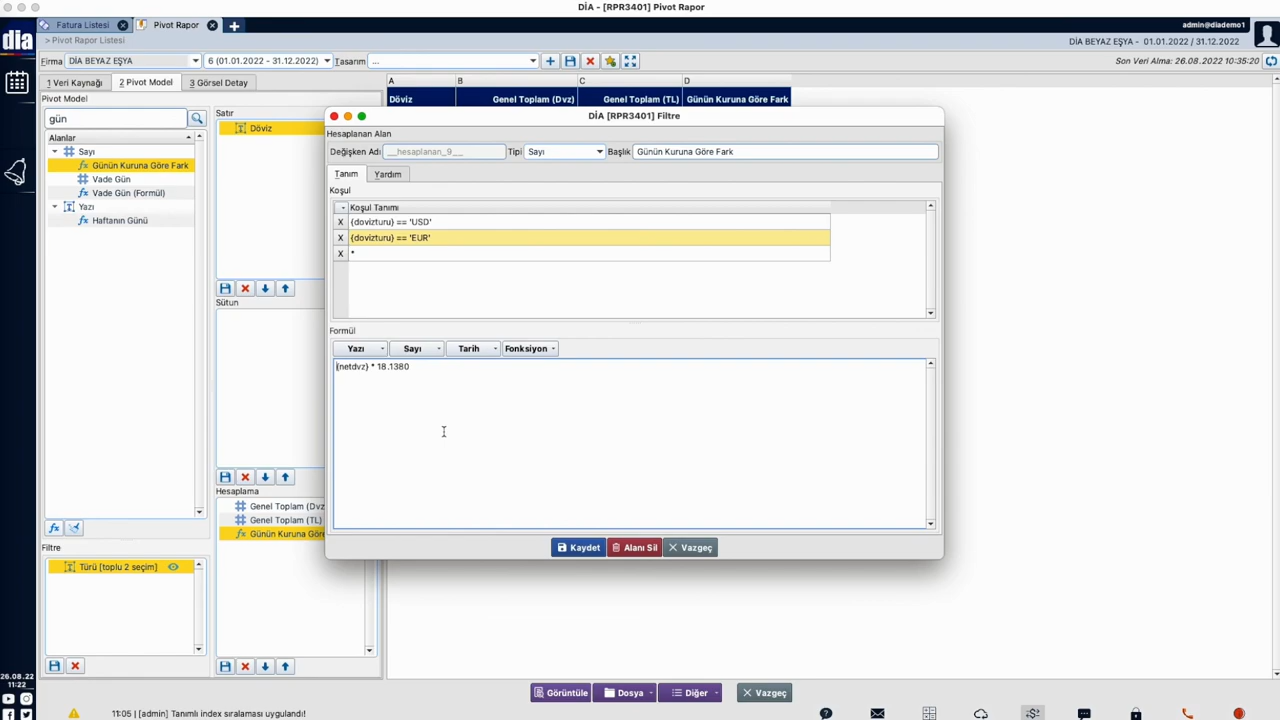 DİA - [RPR3401] Pivot Rapor
dia
Fatura Listesi
Pivot Rapor
admin@diademo1
> Pivot Rapor Listesi
DİA BEYAZ EŞYA - 01.01.2022 / 31.12.2022
Firma
DİA BEYAZ EŞYA
6 (01.01.2022 - 31.12.2022)
Tasarım
...
Son Veri Alma: 26.08.2022 10:35:20
1 Veri Kaynağı
2 Pivot Model
3 Görsel Detay
A
B
C
D
Pivot Model
Satır
Döviz
Genel Toplam (Dvz)
Genel Toplam (TL)
Günün Kuruna Göre Fark
gün
Döviz
DİA [RPR3401] Filtre
Alanlar
Hesaplanan Alan
Sayı
Değişken Adı
__hesaplanan_9__
Tipi
Sayı
Başlık
Günün Kuruna Göre Fark
fx Günün Kuruna Göre Fark
Vade Gün
fx Vade Gün (Formül)
Yazı
fx Haftanın Günü
Tanım
Yardım
Koşul
Koşul Tanımı
X {dovizturu} == 'USD'
X {dovizturu} == 'EUR'
X *
Sütun
Formül
Yazı
Sayı
Tarih
Fonksiyon
{netdvz} * 18.1380
Hesaplama
Genel Toplam (Dvz
Genel Toplam (TL)
fx Günün Kuruna Göre
fx
Filtre
Kaydet
Alanı Sil
Vazgeç
Türü [toplu 2 seçim]
26.08.22
11:22
Görüntüle
Dosya
Diğer
Vazgeç
11:05 | [admin] Tanımlı index sıralaması uygulandı!